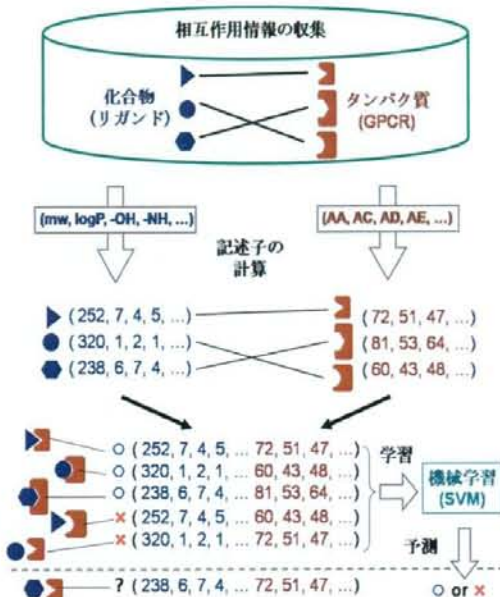 相互作用情報の収集
化合物
(リガンド)
タンパク質
(GPCR)
(mw, logP, -OH, -NH, ...)
(AA, AC, AD, AE, ...)
記述子の
計算
( 252, 7, 4, 5, ...)
( 72, 51, 47, ...)
( 320, 1, 2, 1, ...)
( 81, 53, 64, ...)
( 238, 6, 7, 4, ...)
( 60, 43, 48, ...)
○ ( 252, 7, 4, 5, ... 72, 51, 47, ...)
○ ( 320, 1, 2, 1, ... 60, 43, 48, ...)
○ ( 238, 6, 7, 4, ... 81, 53, 64, ...)
× ( 252, 7, 4, 5, ... 60, 43, 48, ...)
× ( 320, 1, 2, 1, ... 72, 51, 47, ...)
学習
機械学習
(SVM)
予測
? ( 238, 6, 7, 4, ... 72, 51, 47, ...)
○ or ×